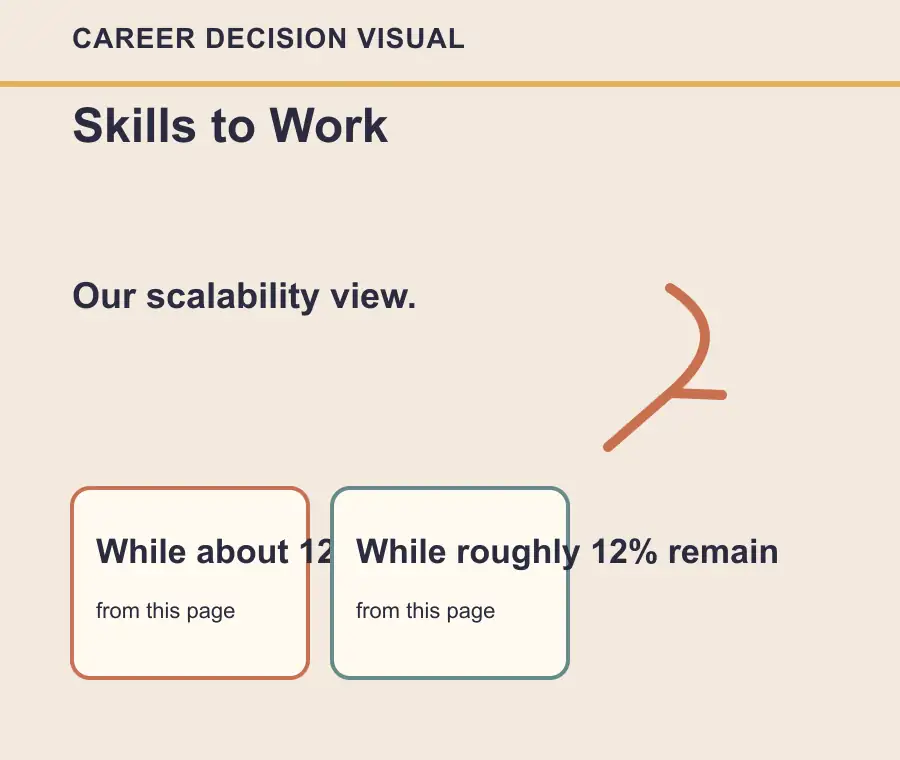 CAREER DECISION VISUAL
Skills to Work
Our scalability view.
While about 12
from this page
While roughly 12% remain
from this page